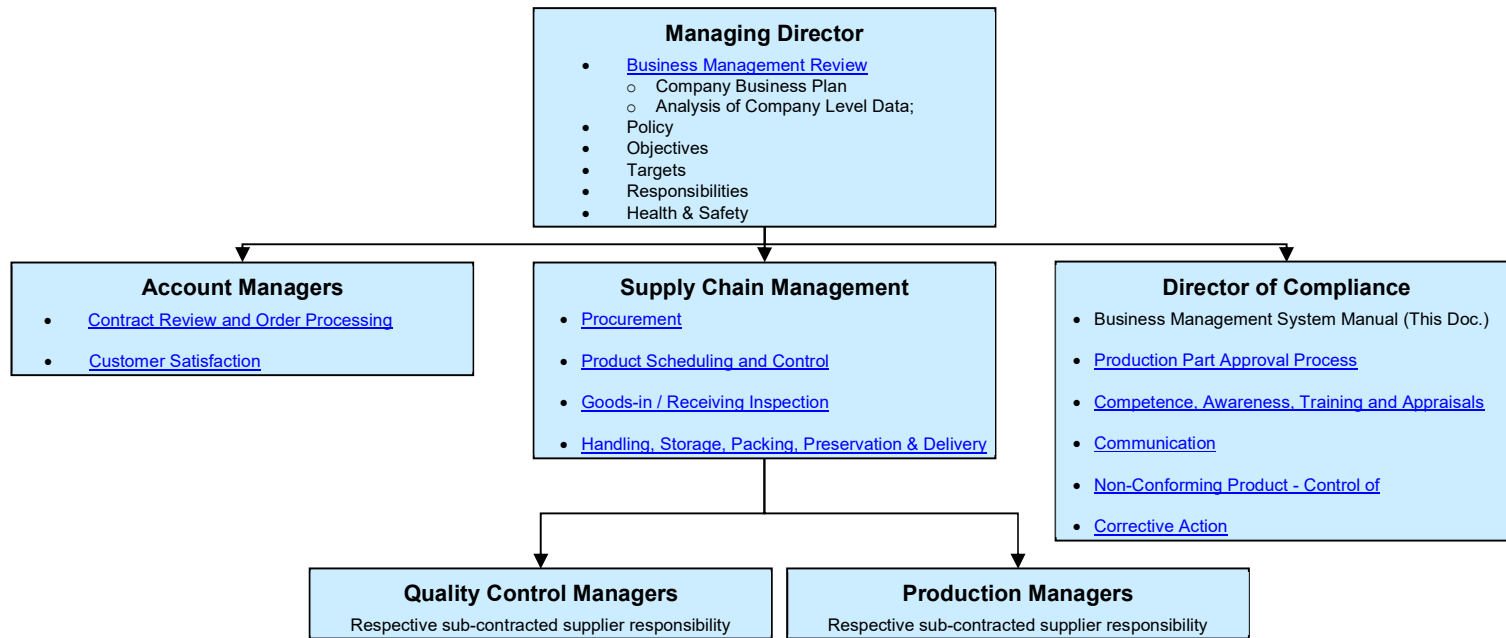 Managing Director
• Business Management Review
o Company Business Plan
o Analysis of Company Level Data;
• Policy
• Objectives
• Targets
• Responsibilities
• Health & Safety
Account Managers
• Contract Review and Order Processing
• Customer Satisfaction
Supply Chain Management
• Procurement
• Product Scheduling and Control
• Goods-in / Receiving Inspection
• Handling, Storage, Packing, Preservation & Delivery
Director of Compliance
• Business Management System Manual (This Doc.)
• Production Part Approval Process
• Competence, Awareness, Training and Appraisals
• Communication
• Non-Conforming Product - Control of
• Corrective Action
Quality Control Managers
Respective sub-contracted supplier responsibility
Production Managers
Respective sub-contracted supplier responsibility